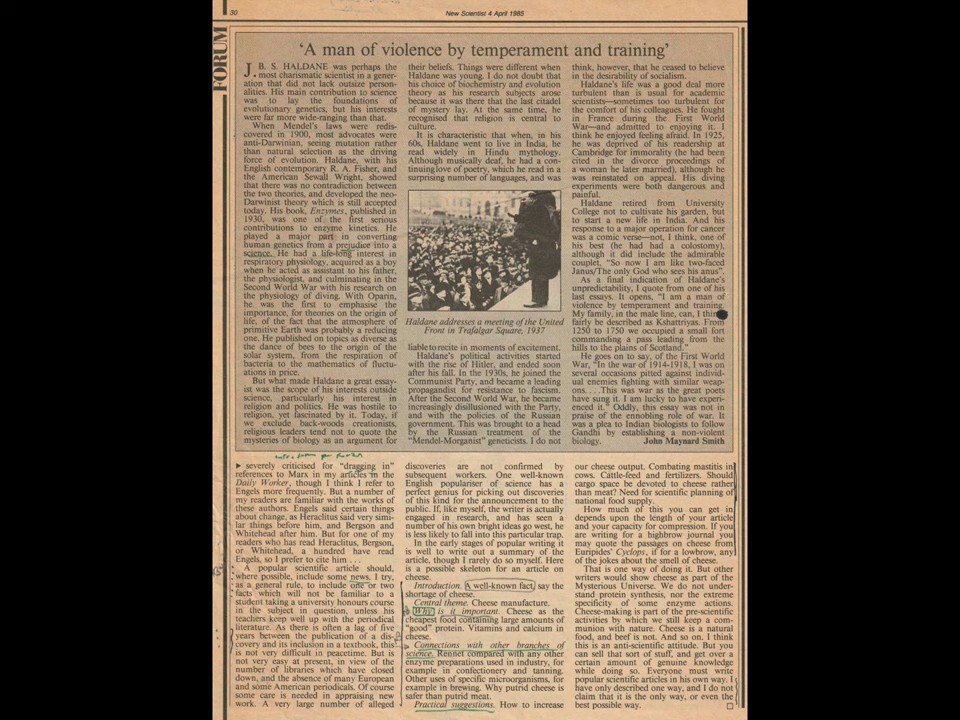 30
New Scientist 4 April 1985
FORUM
'A man of violence by temperament and training'
J. B. S. HALDANE was perhaps the
most charismatic scientist in a gener-
ation that did not lack outsize person-
alities. His main contribution to science
was to lay the foundations of
evolutionary genetics, but his interests
were far more wide-ranging than that.
When Mendel's laws were redis-
covered in 1900, most advocates were
anti-Darwinian, seeing mutation rather
than natural selection as the driving
force of evolution. Haldane, with his
English contemporary R. A. Fisher, and
the American Sewall Wright, showed
that there was no contradiction between
the two theories, and developed the neo-
Darwinist theory which is still accepted
today. His book, Enzymes, published in
1930, was one of the first serious
contributions to enzyme kinetics. He
played a major part in converting
human genetics from a prejudice into a
science. He had a life-long interest in
respiratory physiology, acquired as a boy
when he acted as assistant to his father,
the physiologist, and culminating in the
Second World War with his research on
the physiology of diving. With Oparin,
he was the first to emphasise the
importance, for theories on the origin of
life, of the fact that the atmosphere of
primitive Earth was probably a reducing
one. He published on topics as diverse as
the dance of bees to the origin of the
solar system, from the respiration of
bacteria to the mathematics of fluctu-
ations in price.
But what made Haldane a great essay-
ist was the scope of his interests outside
science, particularly his interest in
religion and politics. He was hostile to
religion, yet fascinated by it. Today, if
we exclude back-woods creationists,
religious leaders tend not to quote the
mysteries of biology as an argument for
their beliefs. Things were different when
Haldane was young. I do not doubt that
his choice of biochemistry and evolution
theory as his research subjects arose
because it was there that the last citadel
of mystery lay. At the same time, he
recognised that religion is central to
culture.
It is characteristic that when, in his
60s, Haldane went to live in India, he
read widely in Hindu mythology.
Although musically deaf, he had a con-
tinuing love of poetry, which he read in a
surprising number of languages, and was
Haldane addresses a meeting of the United
Front in Trafalgar Square, 1937
liable to recite in moments of excitement.
Haldane's political activities started
with the rise of Hitler, and ended soon
after his fall. In the 1930s, he joined the
Communist Party, and became a leading
propagandist for resistance to fascism.
After the Second World War, he became
increasingly disillusioned with the Party,
and with the policies of the Russian
government. This was brought to a head
by the Russian treatment of the
"Mendel-Morganist" geneticists. I do not
think, however, that he ceased to believe
in the desirability of socialism.
Haldane's life was a good deal more
turbulent than is usual for academic
scientists—sometimes too turbulent for
the comfort of his colleagues. He fought
in France during the First World
War—and admitted to enjoying it. I
think he enjoyed feeling afraid. In 1925,
he was deprived of his readership at
Cambridge for immorality (he had been
cited in the divorce proceedings of
a woman he later married), although he
was reinstated on appeal. His diving
experiments were both dangerous and
painful.
Haldane retired from University
College not to cultivate his garden, but
to start a new life in India. And his
response to a major operation for cancer
was a comic verse—not, I think, one of
his best (he had had a colostomy),
although it did include the admirable
couplet, "So now I am like two-faced
Janus/The only God who sees his anus".
As a final indication of Haldane's
unpredictability, I quote from one of his
last essays. It opens, "I am a man of
violence by temperament and training.
My family, in the male line, can, I think
fairly be described as Kshattriyas. From
1250 to 1750 we occupied a small fort
commanding a pass leading from the
hills to the plains of Scotland."
He goes on to say, of the First World
War, "In the war of 1914-1918, I was on
several occasions pitted against individ-
ual enemies fighting with similar weap-
ons. . . . This was war as the great poets
have sung it. I am lucky to have experi-
enced it." Oddly, this essay was not in
praise of the ennobling role of war. It
was a plea to Indian biologists to follow
Gandhi by establishing a non-violent
biology. John Maynard Smith
▶ severely criticised for "dragging in"
references to Marx in my articles in the
Daily Worker, though I think I refer to
Engels more frequently. But a number of
my readers are familiar with the works of
these authors. Engels said certain things
about change, as Heraclitus said very simi-
lar things before him, and Bergson and
Whitehead after him. But for one of my
readers who has read Heraclitus, Bergson,
or Whitehead, a hundred have read
Engels, so I prefer to cite him . . .
A popular scientific article should,
where possible, include some news. I try,
as a general rule, to include one or two
facts which will not be familiar to a
student taking a university honours course
in the subject in question, unless his
teachers keep well up with the periodical
literature. As there is often a lag of five
years between the publication of a dis-
covery and its inclusion in a textbook, this
is not very difficult in peacetime. But is
not very easy at present, in view of the
number of libraries which have closed
down, and the absence of many European
and some American periodicals. Of course
some care is needed in appraising new
work. A very large number of alleged
discoveries are not confirmed by
subsequent workers. One well-known
English populariser of science has a
perfect genius for picking out discoveries
of this kind for the announcement to the
public. If, like myself, the writer is actually
engaged in research, and has seen a
number of his own bright ideas go west, he
is less likely to fall into this particular trap.
In the early stages of popular writing it
is well to write out a summary of the
article, though I rarely do so myself. Here
is a possible skeleton for an article on
cheese.
Introduction. A well-known fact, say the
shortage of cheese.
Central theme. Cheese manufacture.
Why is it important. Cheese as the
cheapest food containing large amounts of
"good" protein. Vitamins and calcium in
cheese.
Connections with other branches of
science. Rennet compared with any other
enzyme preparations used in industry, for
example in confectionery and tanning.
Other uses of specific microorganisms, for
example in brewing. Why putrid cheese is
safer than putrid meat.
Practical suggestions. How to increase
our cheese output. Combating mastitis in
cows. Cattle-feed and fertilizers. Should
cargo space be devoted to cheese rather
than meat? Need for scientific planning of
national food supply.
How much of this you can get in
depends upon the length of your article
and your capacity for compression. If you
are writing for a highbrow journal you
may quote the passages on cheese from
Euripides' Cyclops, if for a lowbrow, any
of the jokes about the smell of cheese.
That is one way of doing it. But other
writers would show cheese as part of the
Mysterious Universe. We do not under-
stand protein synthesis, nor the extreme
specificity of some enzyme actions.
Cheese-making is part of the pre-scientific
activities by which we still keep a com-
munion with nature. Cheese is a natural
food, and beef is not. And so on. I think
this is an anti-scientific attitude. But you
can sell that sort of stuff, and get over a
certain amount of genuine knowledge
while doing so. Everyone must write
popular scientific articles in his own way. I
have only described one way, and I do not
claim that it is the only way, or even the
best possible way.